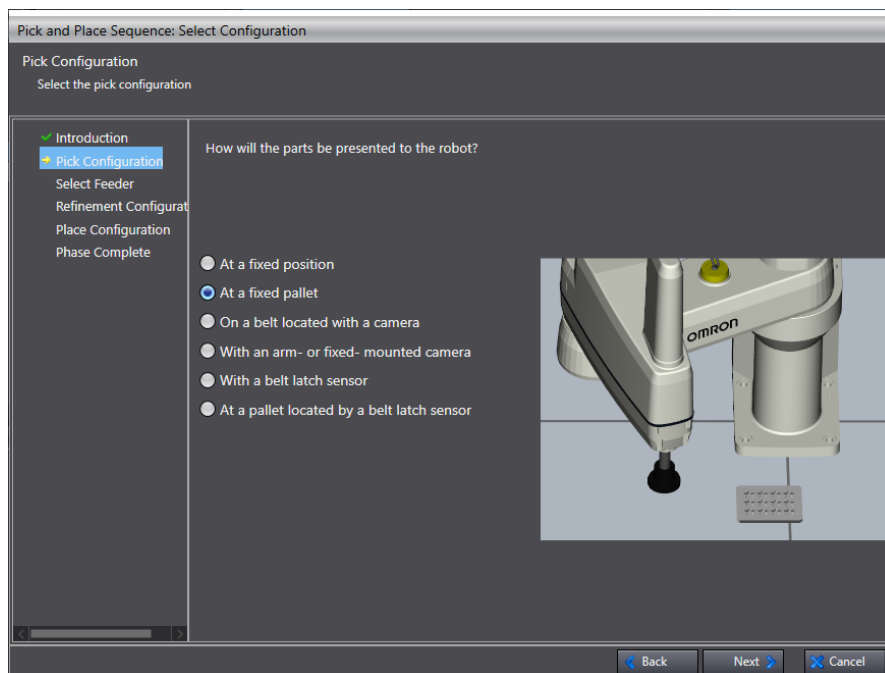 Pick and Place Sequence: Select Configuration
Pick Configuration
Select the pick configuration
Introduction
Pick Configuration
Select Feeder
Refinement Configurat
Place Configuration
Phase Complete
How will the parts be presented to the robot?
At a fixed position
At a fixed pallet
On a belt located with a camera
With an arm- or fixed- mounted camera
With a belt latch sensor
At a pallet located by a belt latch sensor
OMRON
Back
Next
Cancel